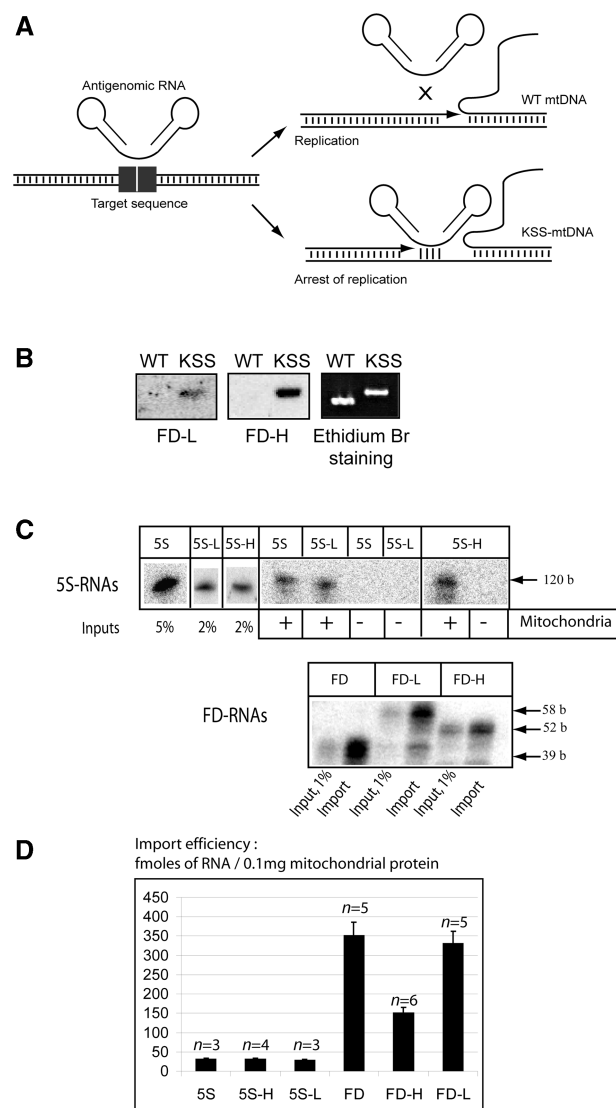 A
Antigenomic RNA
Target sequence
WT mtDNA
Replication
KSS-mtDNA
Arrest of replication
B
WT KSS WT KSS WT KSS
FD-L FD-H Ethidium Br
staining
C
5S 5S-L 5S-H 5S 5S-L 5S 5S-L 5S-H
5S-RNAs
120 b
Inputs 5% 2% 2% + + - - + - Mitochondria
FD FD-L FD-H
FD-RNAs
58 b
52 b
39 b
Input, 1% Import Input, 1% Import Input, 1% Import
D
Import efficiency :
fmoles of RNA / 0.1mg mitochondrial protein
450
400
350
300
250
200
150
100
50
0
n=3 n=4 n=3 n=5 n=6 n=5
5S 5S-H 5S-L FD FD-H FD-L